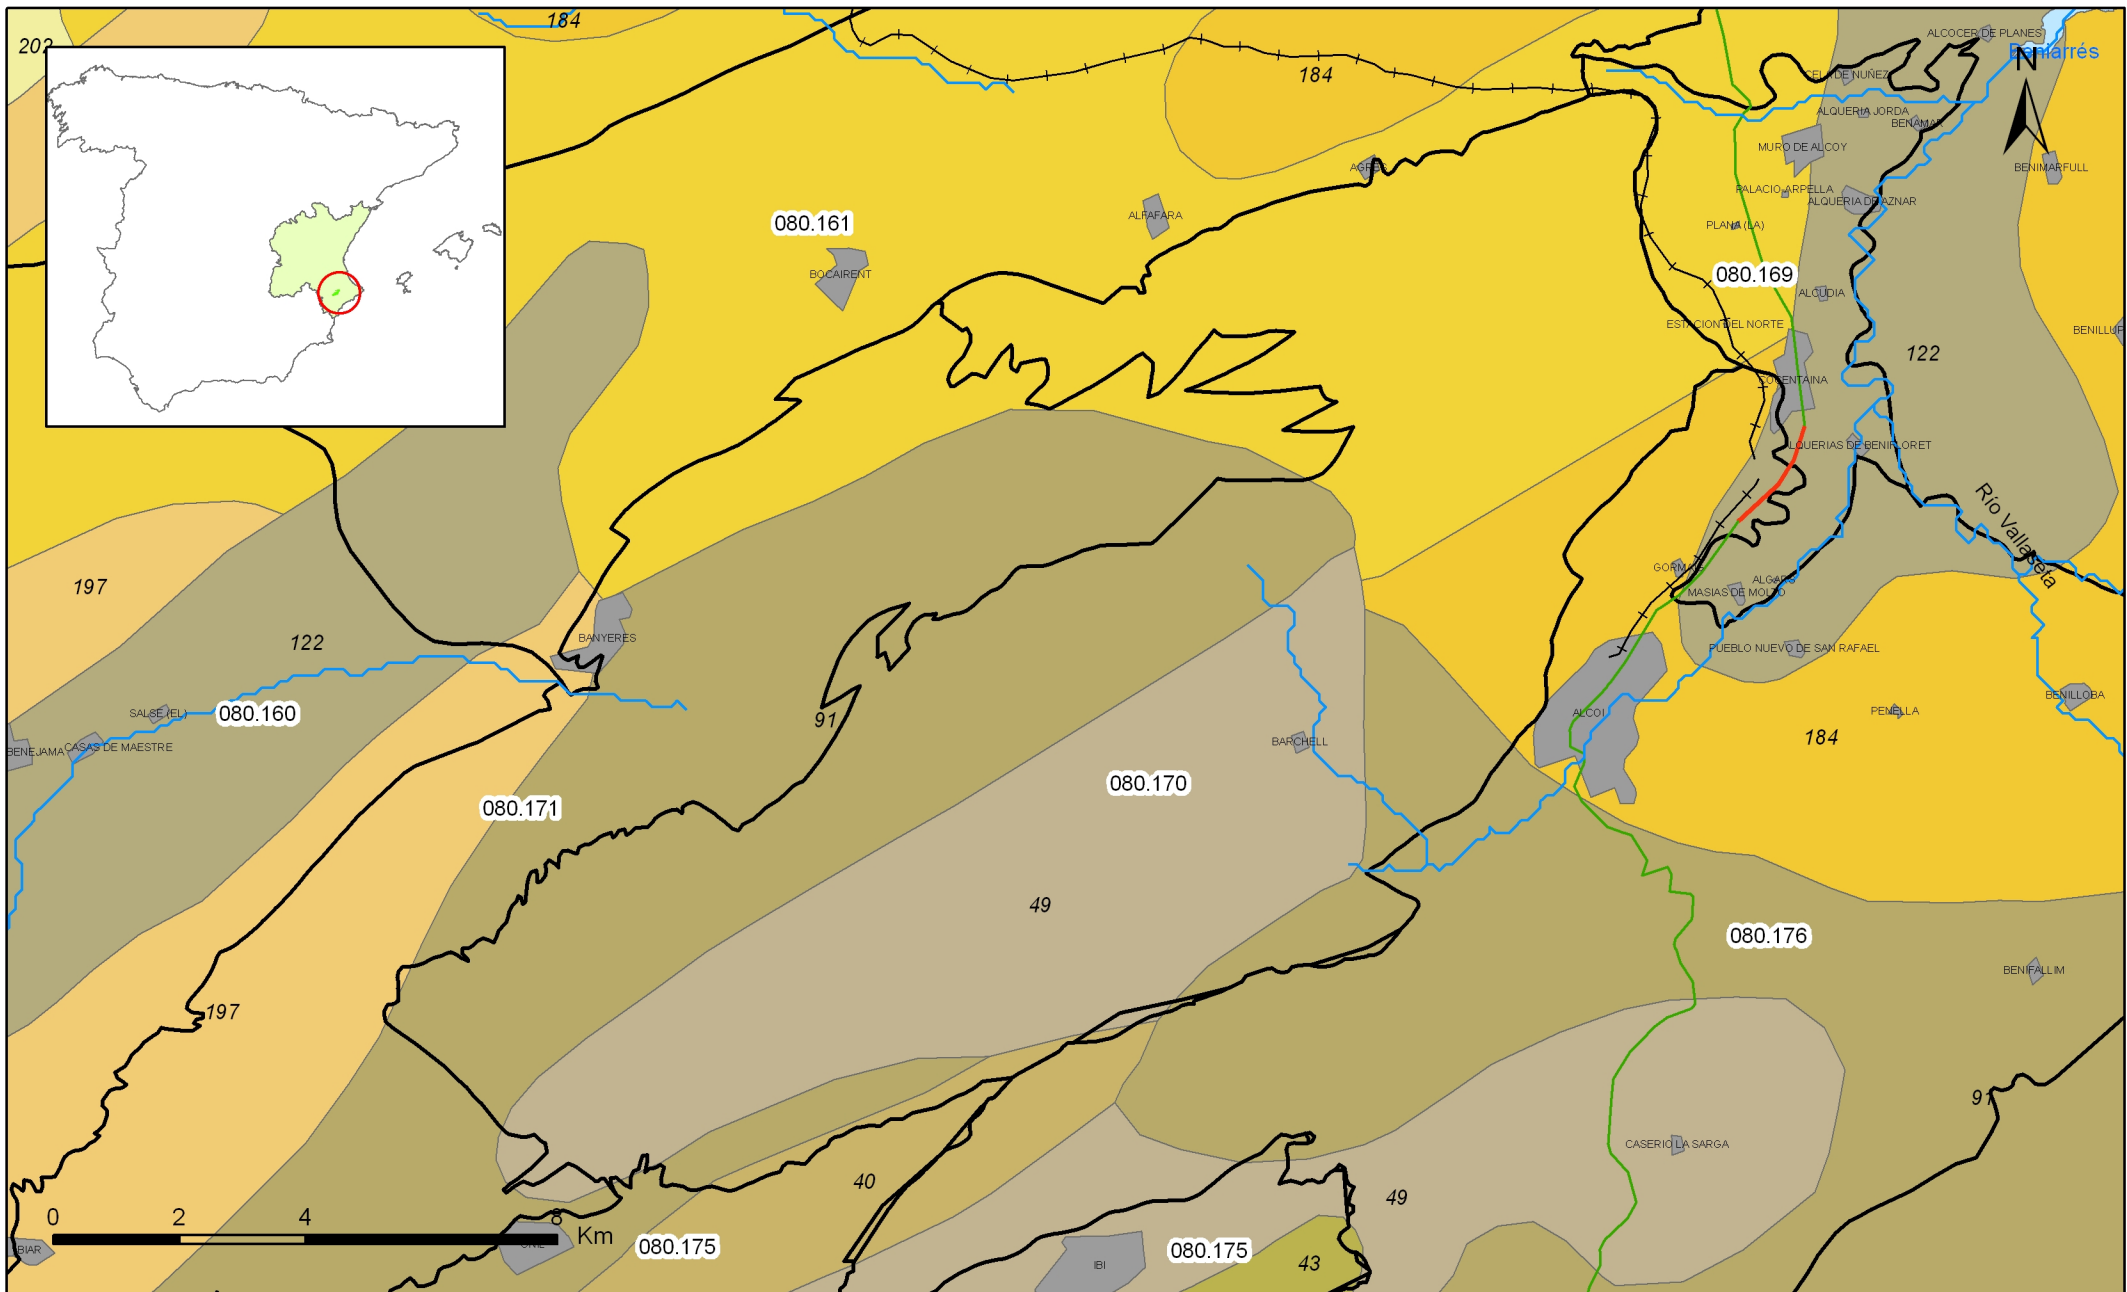 184
202
ALCOCER DE PLANES
Beniarrés
N
184
CELA DE NUÑEZ
ALQUERIA JORDA
BENAMAR
MURO DE ALCOY
BENIMARFULL
AGRES
PALACIO ARPELLA
ALQUERIA DE AZNAR
ALFAFARA
080.161
PLANA (LA)
BOCAIRENT
080.169
ALCUDIA
ESTACION DEL NORTE
BENILLUP
122
COCENTAINA
LQUERIAS DE BENIFLORET
Río Vallaseta
197
GORMAIG
ALGARS
MASIAS DE MOLTO
122
BANYERES
PUEBLO NUEVO DE SAN RAFAEL
BENILLOBA
SALSE (EL)
080.160
91
ALCOI
PENELLA
184
BENEJAMA
CASAS DE MAESTRE
BARCHELL
080.170
080.171
49
080.176
BENIFALLIM
197
91
CASERIO LA SARGA
40
49
0 2 4 8 Km
080.175
080.175
BIAR
ONIL
IBI
43